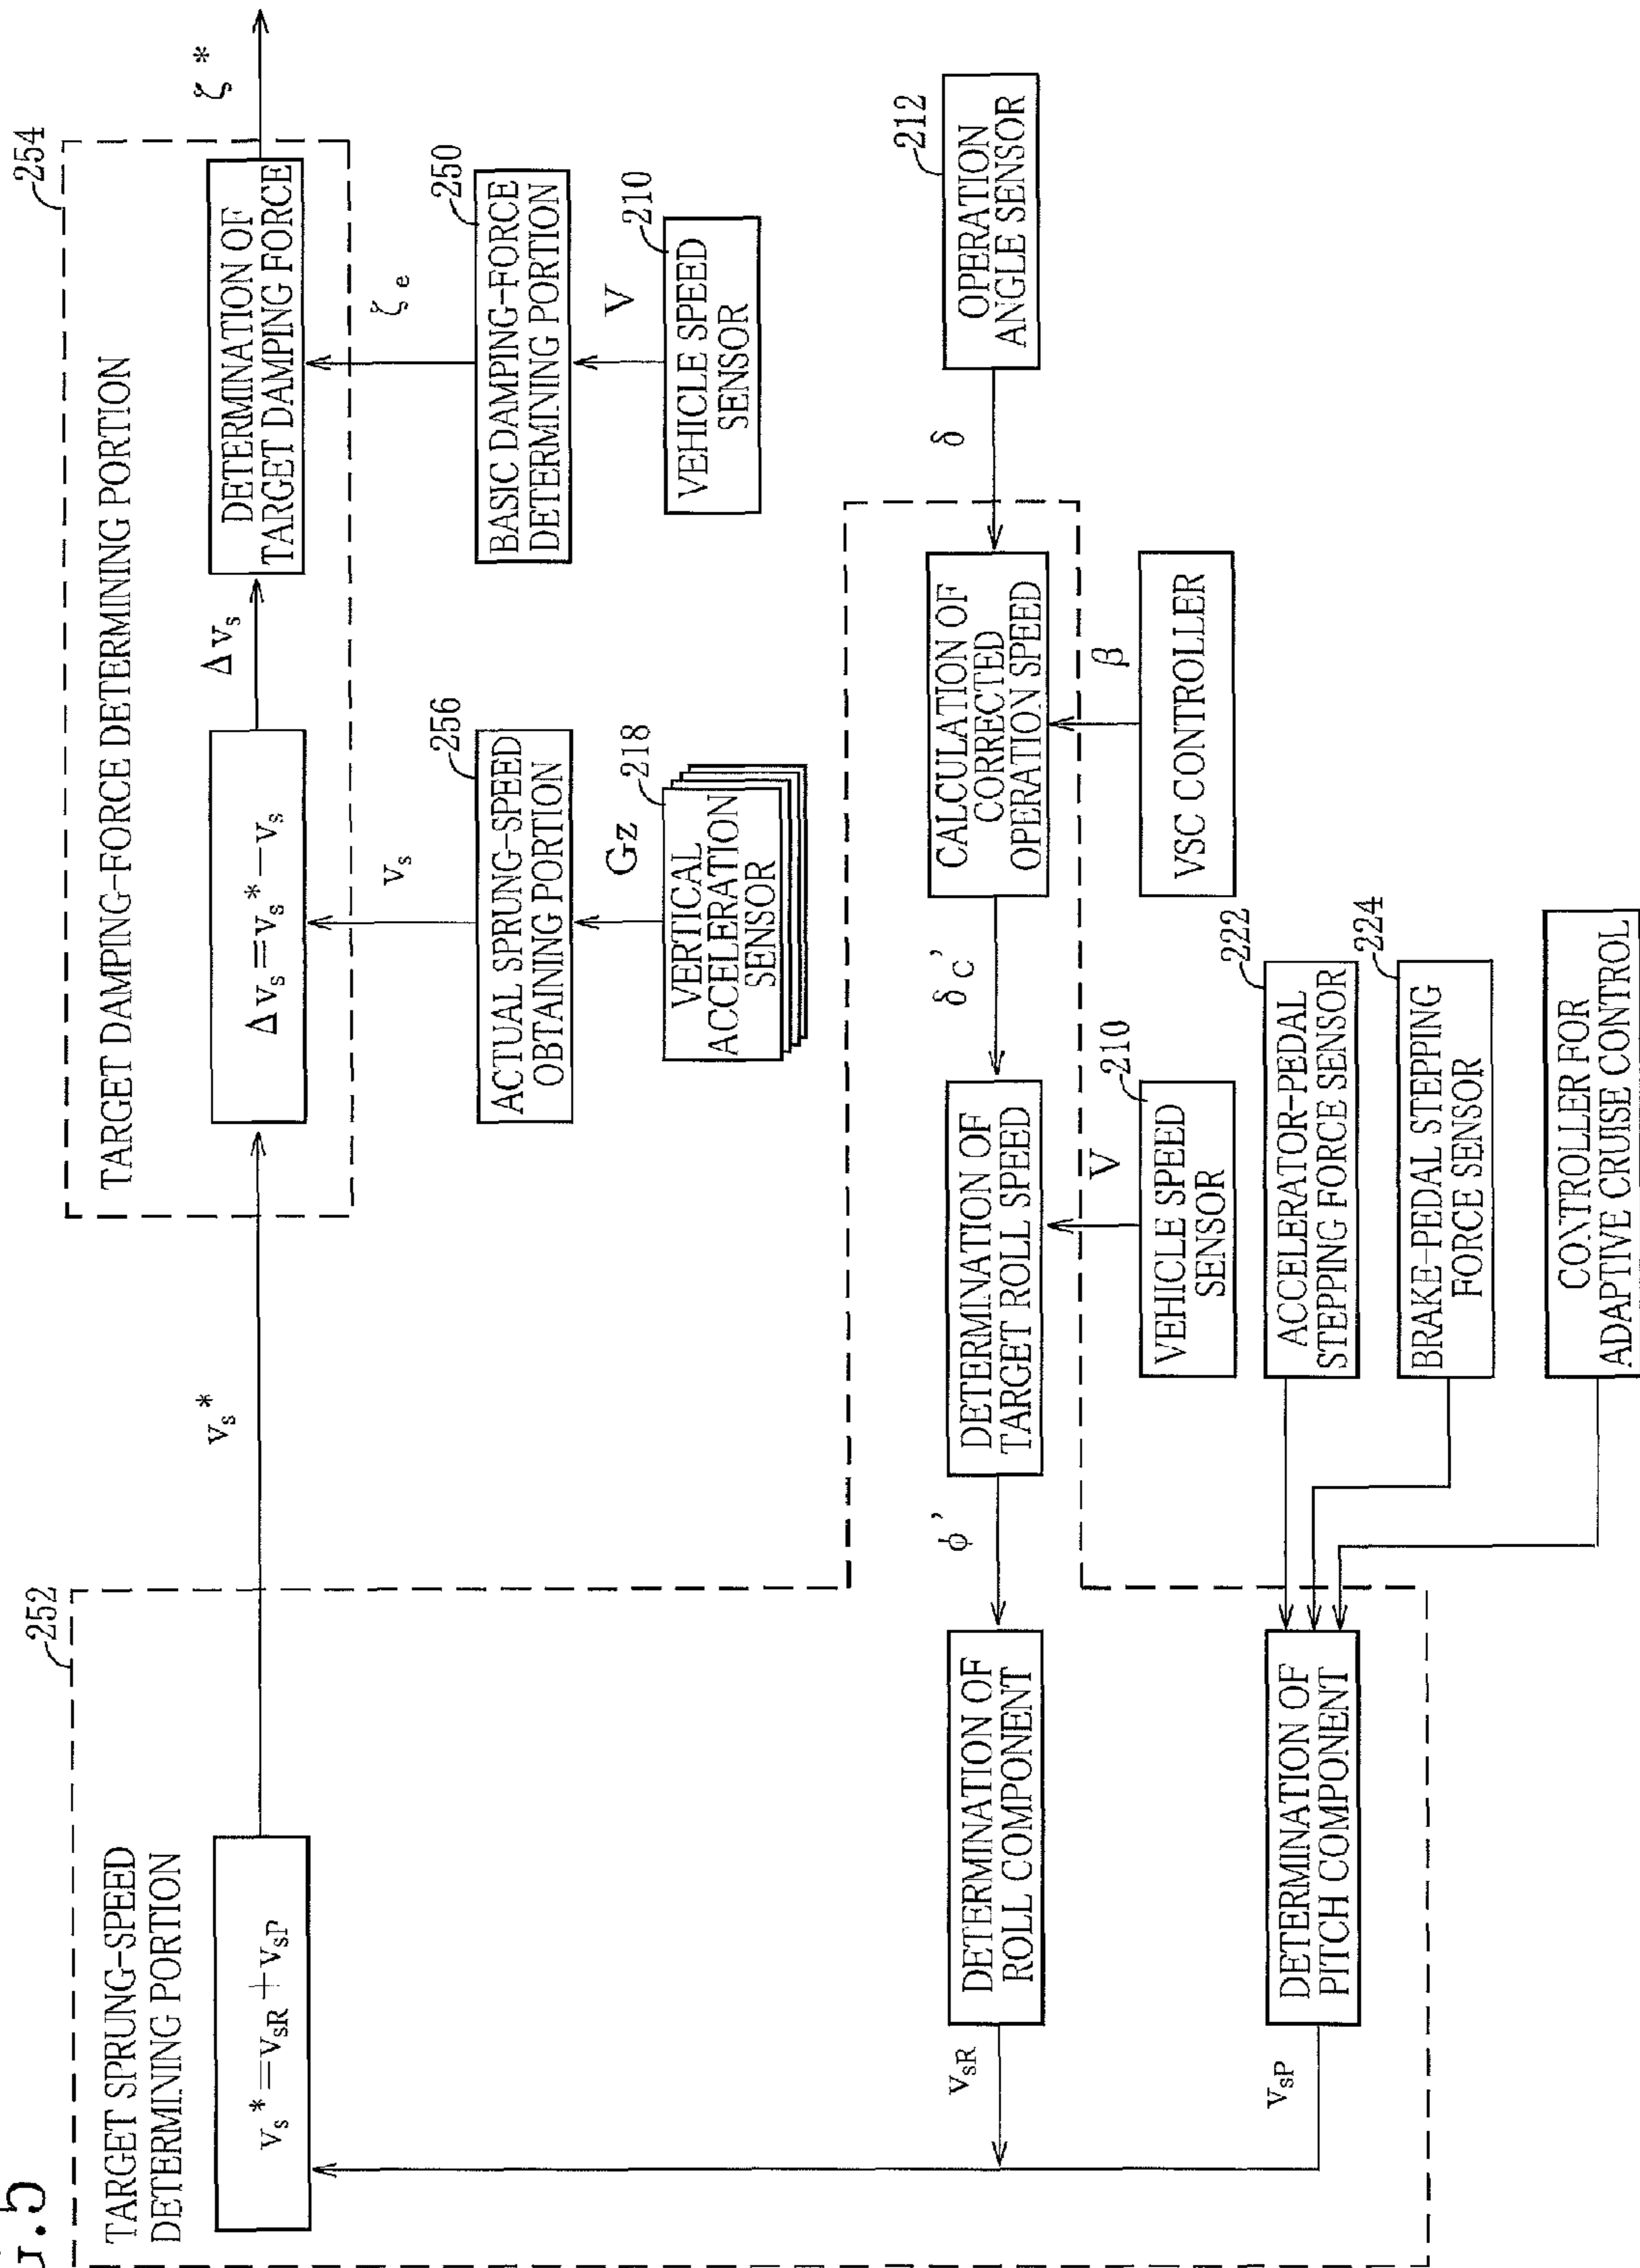 G.5
252
TARGET SPRUNG-SPEED
DETERMINING PORTION
vs*=vsR+vsP
vs*
254
TARGET DAMPING-FORCE DETERMINING PORTION
Δvs=vs*-vs
Δvs
DETERMINATION OF
TARGET DAMPING FORCE
ζ*
vs
ζe
256
ACTUAL SPRUNG-SPEED
OBTAINING PORTION
250
BASIC DAMPING-FORCE
DETERMINING PORTION
Gz
218
VERTICAL
ACCELERATION
SENSOR
V
210
VEHICLE SPEED
SENSOR
vsR
DETERMINATION OF
ROLL COMPONENT
φ'
DETERMINATION OF
TARGET ROLL SPEED
δc'
CALCULATION OF
CORRECTED
OPERATION SPEED
δ
212
OPERATION
ANGLE SENSOR
V
210
VEHICLE SPEED
SENSOR
β
VSC CONTROLLER
vsP
DETERMINATION OF
PITCH COMPONENT
222
ACCELERATOR-PEDAL
STEPPING FORCE SENSOR
224
BRAKE-PEDAL STEPPING
FORCE SENSOR
CONTROLLER FOR
ADAPTIVE CRUISE CONTROL